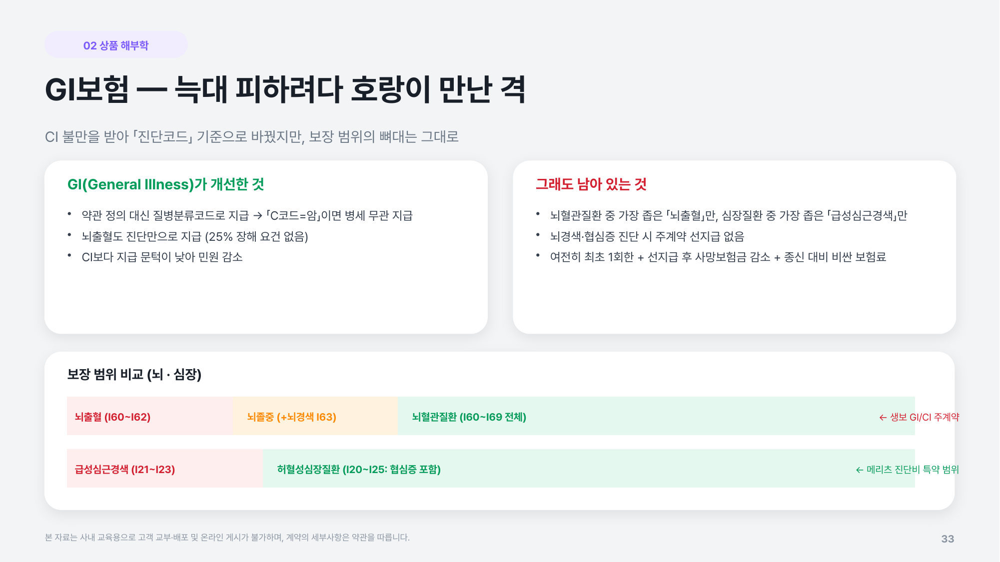 02 상품 해부학
GI보험 — 늑대 피하려다 호랑이 만난 격
CI 불만을 받아 「진단코드」 기준으로 바꿨지만, 보장 범위의 뼈대는 그대로
GI(General Illness)가 개선한 것
• 약관 정의 대신 질병분류코드로 지급 → 「C코드=암」이면 병세 무관 지급
• 뇌출혈도 진단만으로 지급 (25% 장해 요건 없음)
• CI보다 지급 문턱이 낮아 민원 감소
그래도 남아 있는 것
• 뇌혈관질환 중 가장 좁은 「뇌출혈」만, 심장질환 중 가장 좁은 「급성심근경색」만
• 뇌경색·협심증 진단 시 주계약 선지급 없음
• 여전히 최초 1회한 + 선지급 후 사망보험금 감소 + 종신 대비 비싼 보험료
보장 범위 비교 (뇌 · 심장)
뇌출혈 (I60~I62)
뇌졸중 (+뇌경색 I63)
뇌혈관질환 (I60~I69 전체)
← 생보 GI/CI 주계약
급성심근경색 (I21~I23)
허혈성심장질환 (I20~I25: 협심증 포함)
← 메리츠 진단비 특약 범위
본 자료는 사내 교육용으로 고객 교부·배포 및 온라인 게시가 불가하며, 계약의 세부사항은 약관을 따릅니다.
33